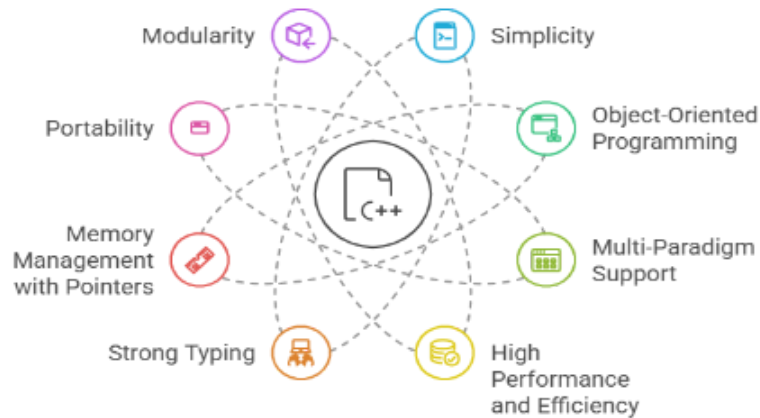 Modularity
Simplicity
Portability
Object-Oriented
Programming
C++
Memory
Management
with Pointers
Multi-Paradigm
Support
Strong Typing
High
Performance
and Efficiency